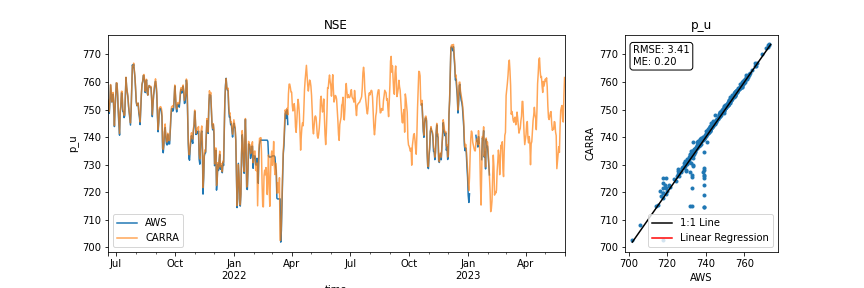 NSE
p_u
770
760
750
740
730
720
710
700
p_u
AWS
CARRA
Jul
Oct
Jan
2022
Apr
Jul
Oct
Jan
2023
Apr
time
770
760
750
740
730
720
710
700
CARRA
RMSE: 3.41
ME: 0.20
1:1 Line
Linear Regression
700
720
740
760
AWS